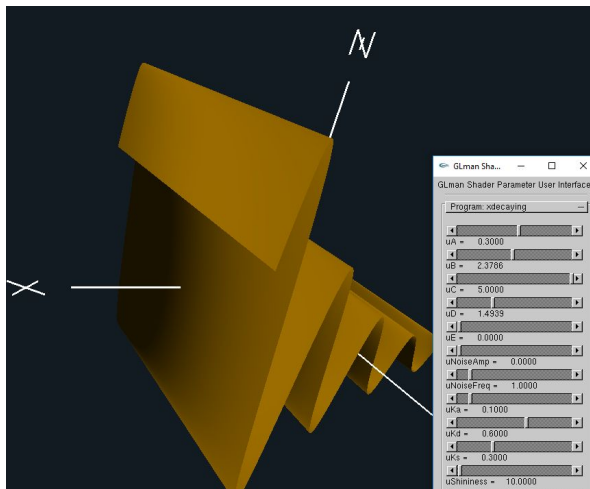 X
GLman Sha...
GLman Shader Parameter User Interface
Program: xdecaying
uA = 0.3000
uB = 2.3786
uC = 5.0000
uD = 1.4939
uE = 0.0000
uNoiseAmp = 0.0000
uNoiseFreq = 1.0000
uKa = 0.1000
uKd = 0.6000
uKs = 0.3000
uShininess = 10.0000